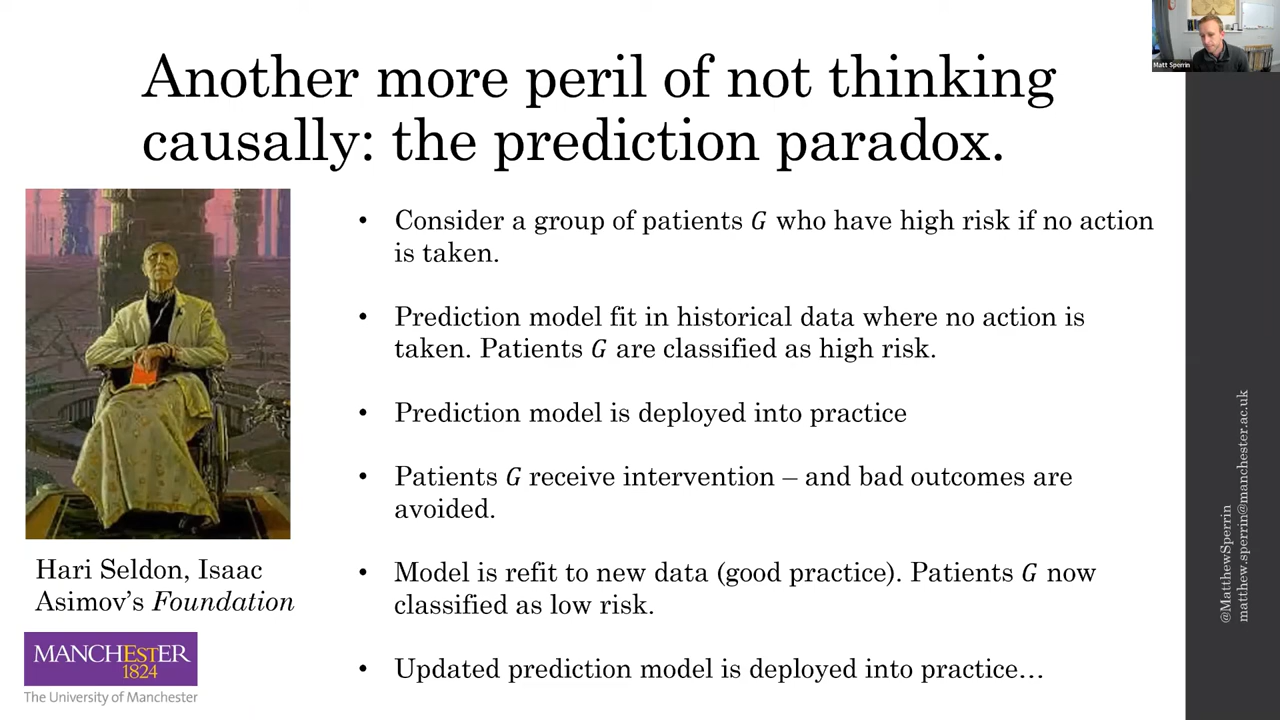 Matt Sperrin
Another more peril of not thinking
causally: the prediction paradox.
• Consider a group of patients G who have high risk if no action
is taken.
• Prediction model fit in historical data where no action is
taken. Patients G are classified as high risk.
• Prediction model is deployed into practice
• Patients G receive intervention – and bad outcomes are
avoided.
• Model is refit to new data (good practice). Patients G now
classified as low risk.
• Updated prediction model is deployed into practice…
Hari Seldon, Isaac
Asimov’s Foundation
MANCHESTER
1824
The University of Manchester
@MatthewSperrin
matthew.sperrin@manchester.ac.uk